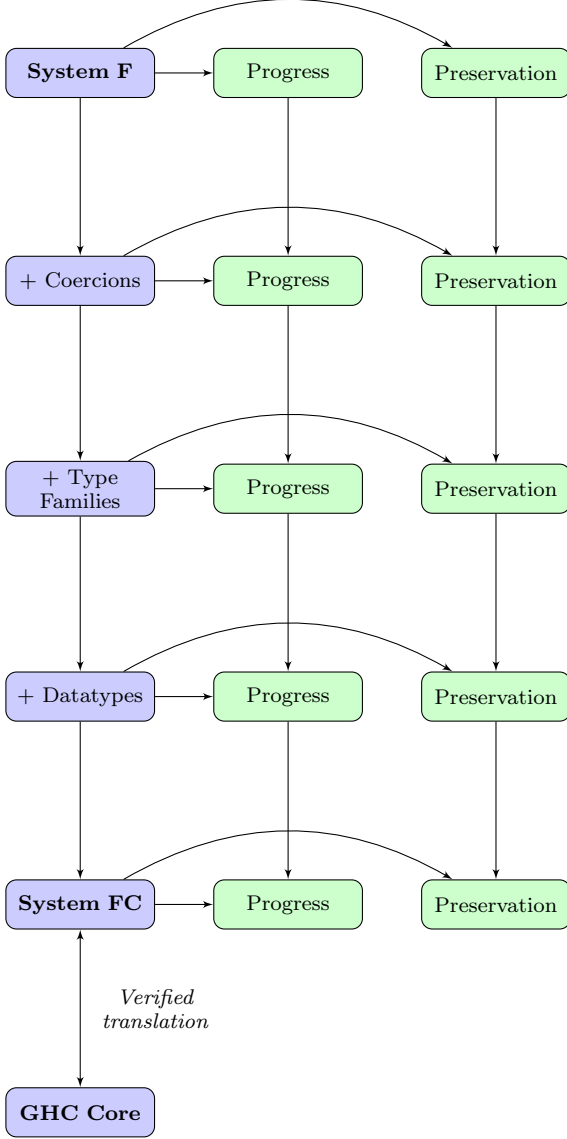 System F
Progress
Preservation
+ Coercions
Progress
Preservation
+ Type
Families
Progress
Preservation
+ Datatypes
Progress
Preservation
System FC
Progress
Preservation
Verified
translation
GHC Core